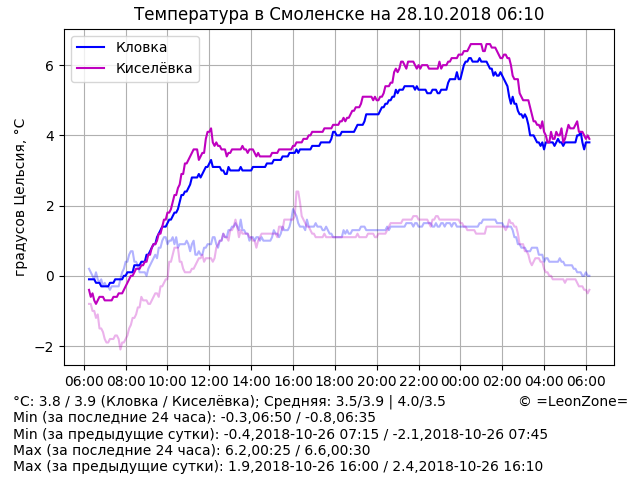 Температура в Смоленске на 28.10.2018 06:10
Кловка
Киселёвка
градусов Цельсия, °C
6
4
2
0
−2
06:00 08:00 10:00 12:00 14:00 16:00 18:00 20:00 22:00 00:00 02:00 04:00 06:00
°C: 3.8 / 3.9 (Кловка / Киселёвка); Средняя: 3.5/3.9 | 4.0/3.5 © =LeonZone=
Min (за последние 24 часа): -0.3,06:50 / -0.8,06:35
Min (за предыдущие сутки): -0.4,2018-10-26 07:15 / -2.1,2018-10-26 07:45
Max (за последние 24 часа): 6.2,00:25 / 6.6,00:30
Max (за предыдущие сутки): 1.9,2018-10-26 16:00 / 2.4,2018-10-26 16:10